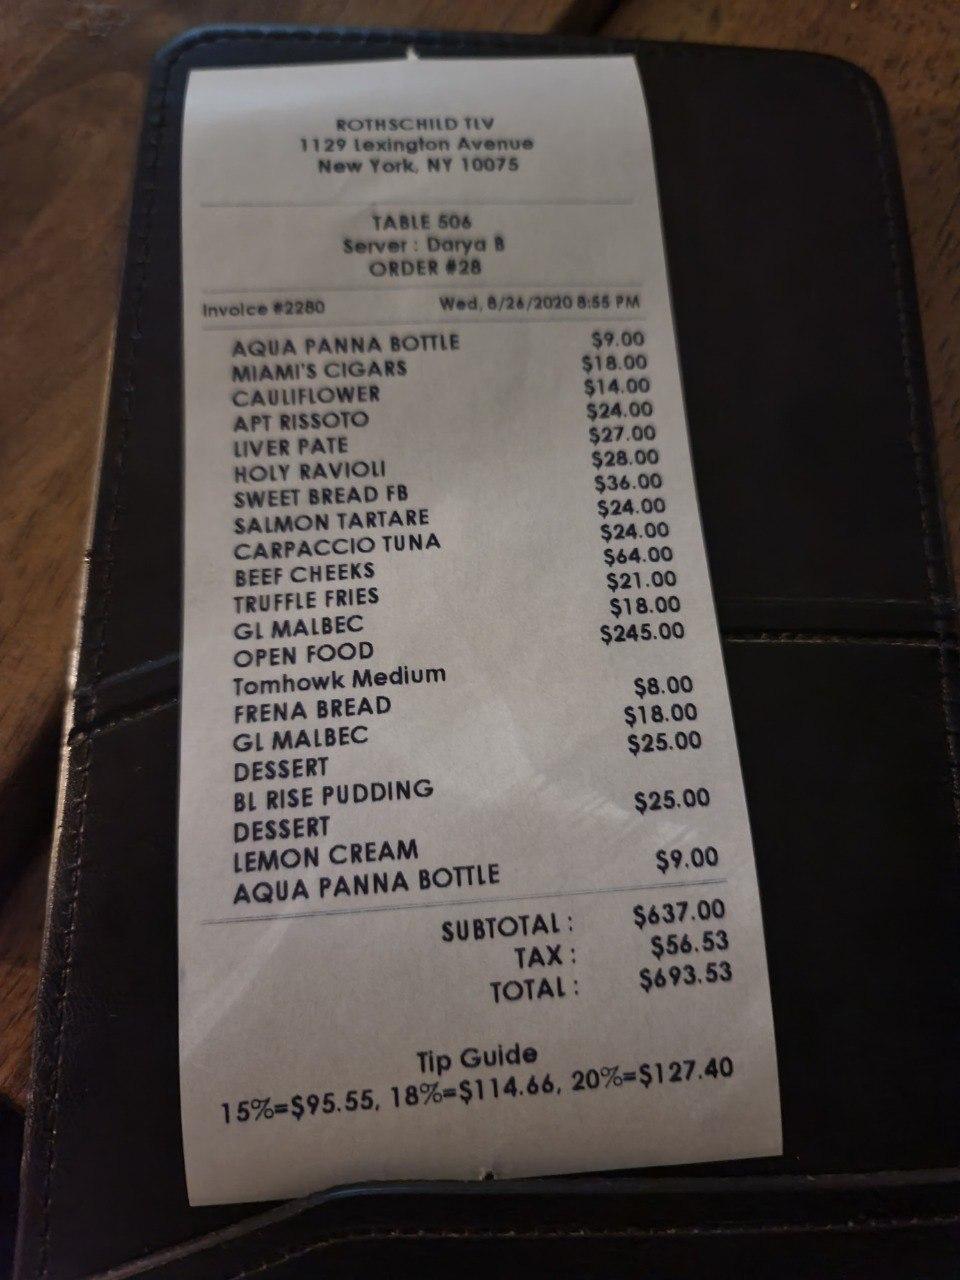 ROTHSCHILD TLV
1129 Lexington Avenue
New York, NY 10075
TABLE 506
Server : Darya B
ORDER #28
Invoice #2280 Wed, 8/26/2020 8:55 PM
AQUA PANNA BOTTLE $9.00
MIAMI'S CIGARS $18.00
CAULIFLOWER $14.00
APT RISSOTO $24.00
LIVER PATE $27.00
HOLY RAVIOLI $28.00
SWEET BREAD FB $36.00
SALMON TARTARE $24.00
CARPACCIO TUNA $24.00
BEEF CHEEKS $64.00
TRUFFLE FRIES $21.00
GL MALBEC $18.00
OPEN FOOD $245.00
Tomhowk Medium
FRENA BREAD $8.00
GL MALBEC $18.00
DESSERT $25.00
BL RISE PUDDING
DESSERT $25.00
LEMON CREAM
AQUA PANNA BOTTLE $9.00
SUBTOTAL : $637.00
TAX : $56.53
TOTAL : $693.53
Tip Guide
15%=$95.55, 18%=$114.66, 20%=$127.40